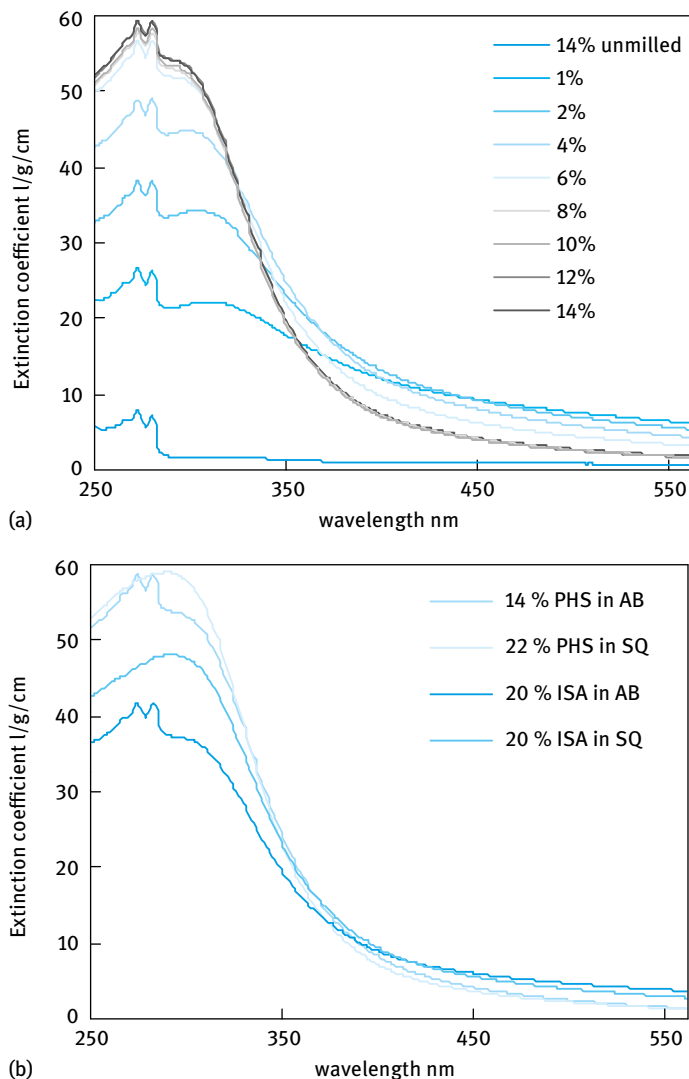 60
50
40
30
20
10
0
Extinction coefficient l/g/cm
250
350
450
550
wavelength nm
14% unmilled
1%
2%
4%
6%
8%
10%
12%
14%
(a)
60
50
40
30
20
10
0
Extinction coefficient l/g/cm
250
350
450
550
wavelength nm
14 % PHS in AB
22 % PHS in SQ
20 % ISA in AB
20 % ISA in SQ
(b)